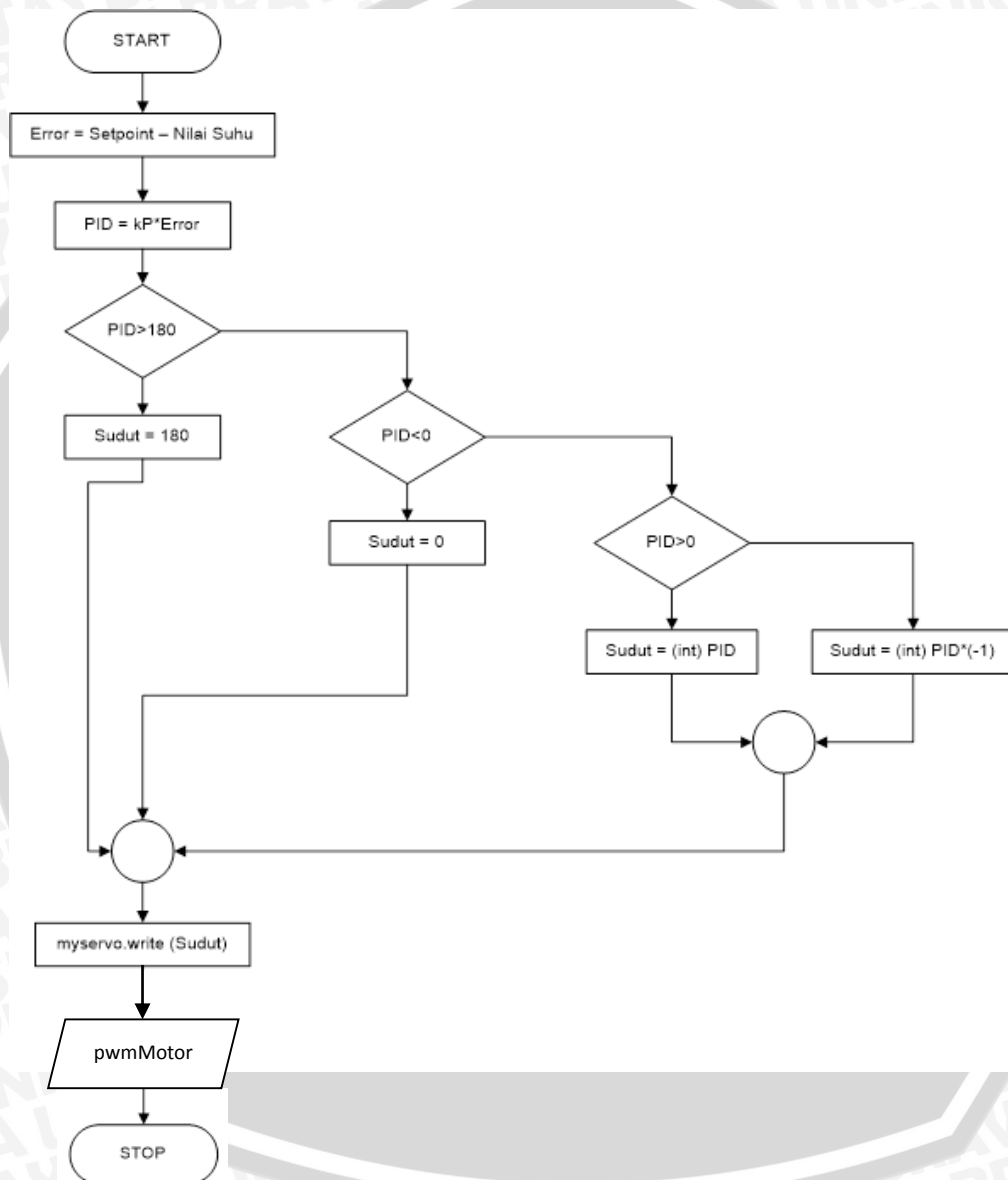 START
Error = Setpoint – Nilai Suhu
PID = kP*Error
PID>180
Sudut = 180
PID<0
Sudut = 0
PID>0
Sudut = (int) PID
Sudut = (int) PID*(-1)
myservo.write (Sudut)
pwmMotor
STOP